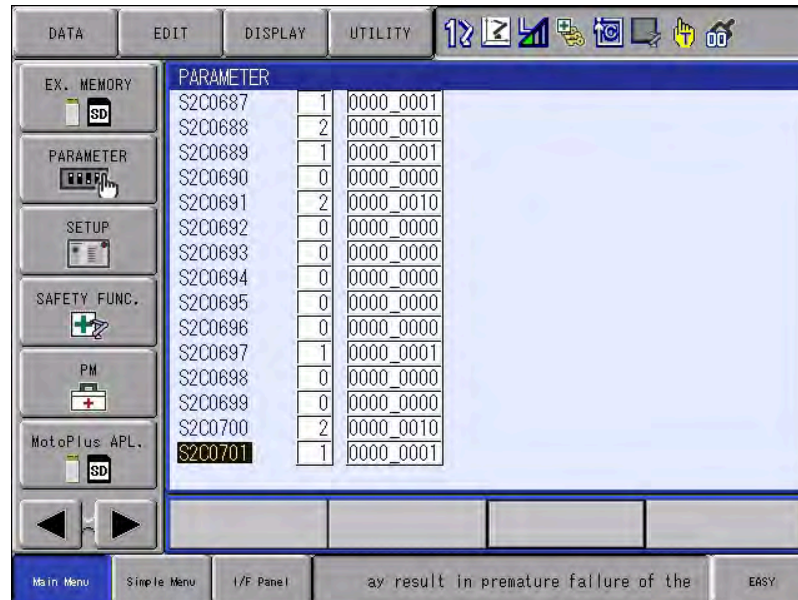 DATA EDIT DISPLAY UTILITY
EX. MEMORY
SD
PARAMETER
SETUP
SAFETY FUNC.
PM
MotoPlus APL.
SD
PARAMETER
S2C0687 1 0000_0001
S2C0688 2 0000_0010
S2C0689 1 0000_0001
S2C0690 0 0000_0000
S2C0691 2 0000_0010
S2C0692 0 0000_0000
S2C0693 0 0000_0000
S2C0694 0 0000_0000
S2C0695 0 0000_0000
S2C0696 0 0000_0000
S2C0697 1 0000_0001
S2C0698 0 0000_0000
S2C0699 0 0000_0000
S2C0700 2 0000_0010
S2C0701 1 0000_0001
Main Menu Simple Menu I/F Panel ay result in premature failure of the EASY